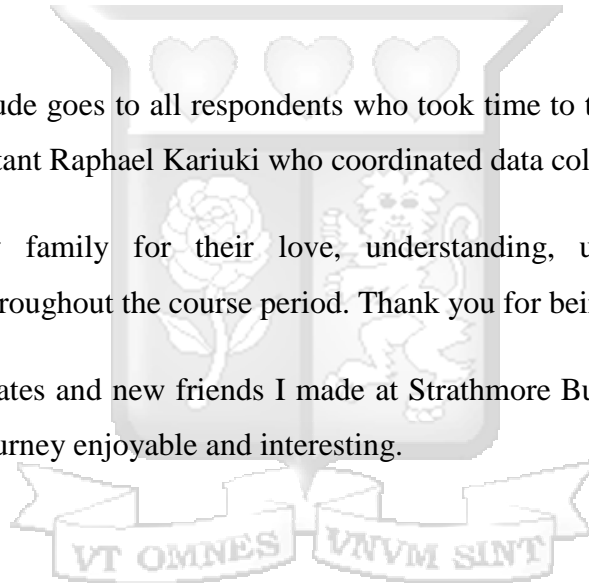 ude goes to all respondents who took time to t
tant Raphael Kariuki who coordinated data col
family for their love, understanding, u
roughout the course period. Thank you for bei
ates and new friends I made at Strathmore Bu
urney enjoyable and interesting.
VT OMNES VNVM SINT